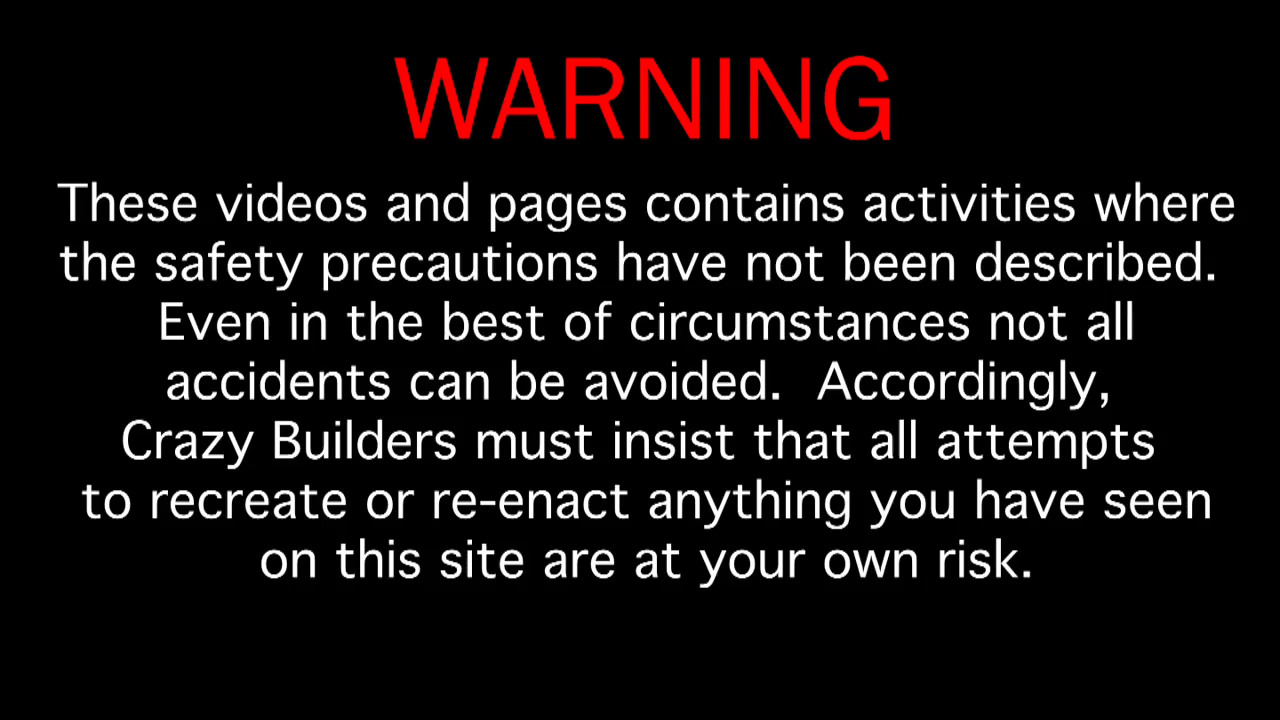 WARNING
These videos and pages contains activities where
the safety precautions have not been described.
Even in the best of circumstances not all
accidents can be avoided.  Accordingly,
Crazy Builders must insist that all attempts
to recreate or re-enact anything you have seen
on this site are at your own risk.